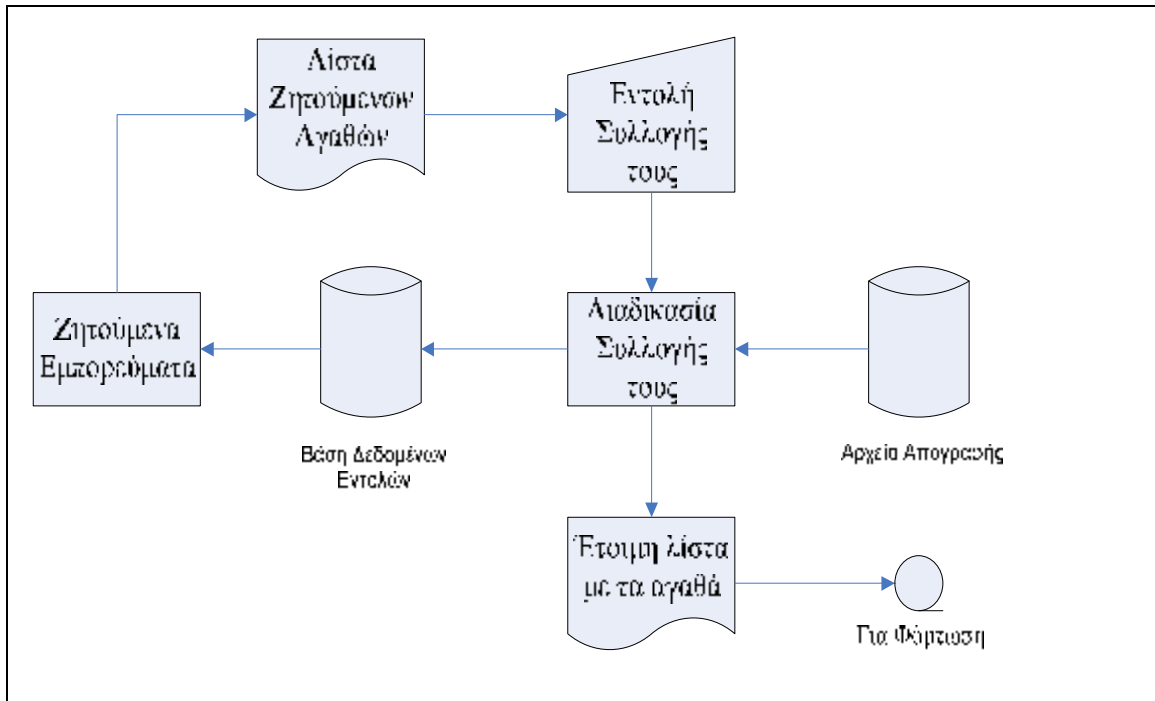 Λίστα
Ζητούμενσν
Αγαθών
Εντολή
Συλλογής
τους
Ζητούμενα
Εμπορεύματα
Διαδικασία
Συλλογής
τους
Βάση Δεδομένων
Εντολών
Αρχεία Απογραφής
Έτοιμη λίστα
με τα αγαθά
Για Φόρτωση